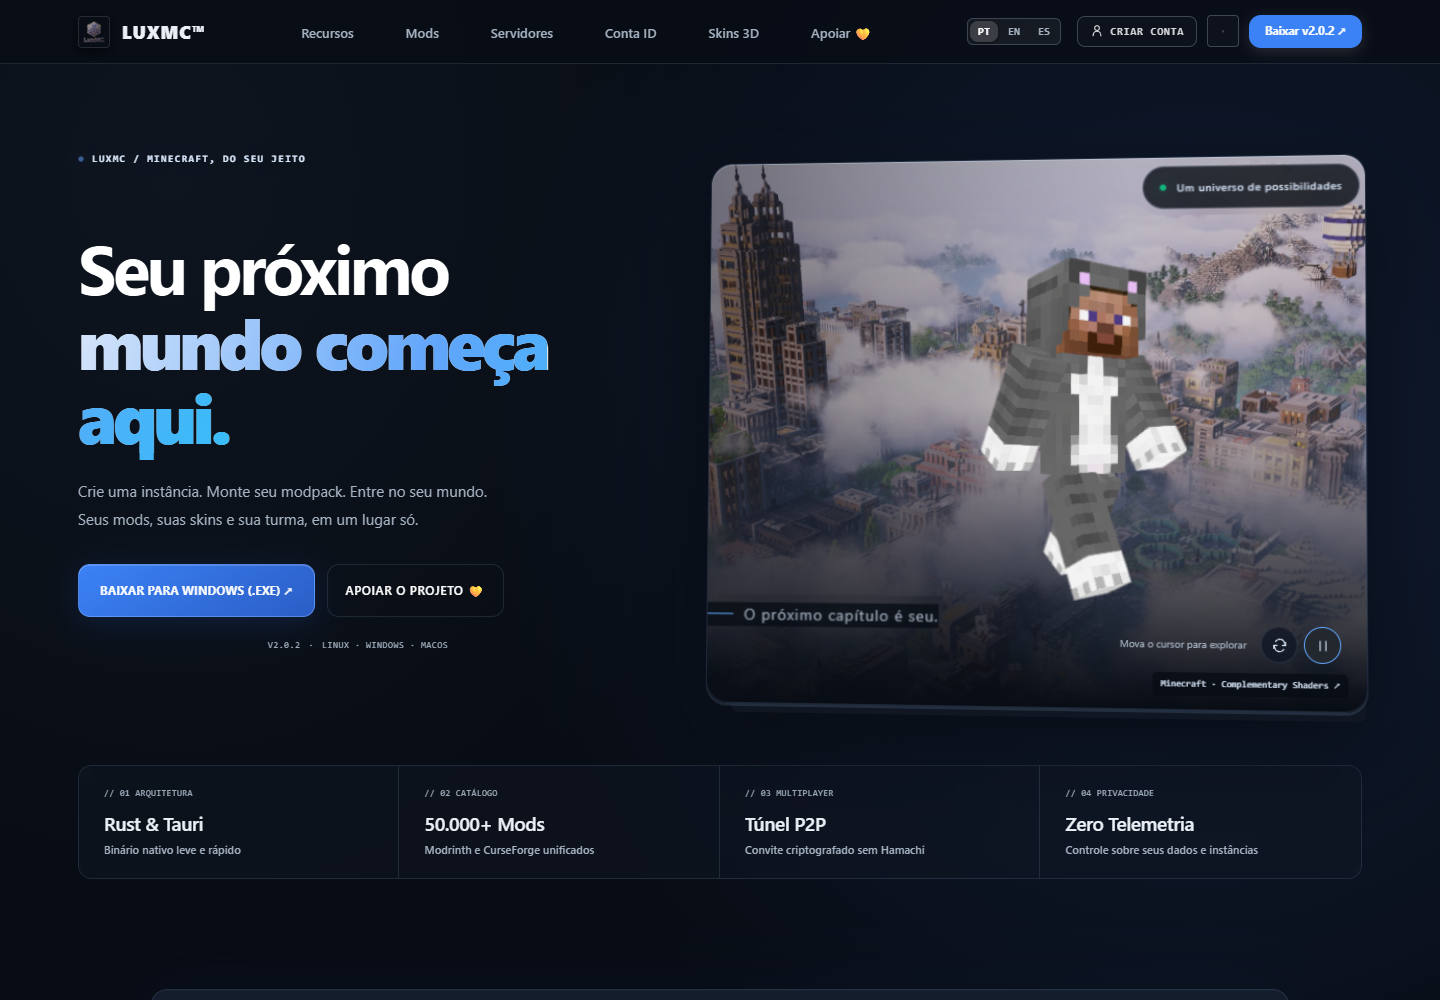 LUXMC™
Recursos
Mods
Servidores
Conta ID
Skins 3D
Apoiar 🧡
PT EN ES
CRIAR CONTA
Baixar v2.0.2 ↗
LUXMC / MINECRAFT, DO SEU JEITO
Seu próximo
mundo começa
aqui.
Crie uma instância. Monte seu modpack. Entre no seu mundo.
Seus mods, suas skins e sua turma, em um lugar só.
BAIXAR PARA WINDOWS (.EXE) ↗
APOIAR O PROJETO 🧡
V2.0.2 · LINUX · WINDOWS · MACOS
Um universo de possibilidades
O próximo capítulo é seu.
Mova o cursor para explorar
Minecraft · Complementary Shaders ↗
// 01 ARQUITETURA
Rust & Tauri
Binário nativo leve e rápido
// 02 CATÁLOGO
50.000+ Mods
Modrinth e CurseForge unificados
// 03 MULTIPLAYER
Túnel P2P
Convite criptografado sem Hamachi
// 04 PRIVACIDADE
Zero Telemetria
Controle sobre seus dados e instâncias